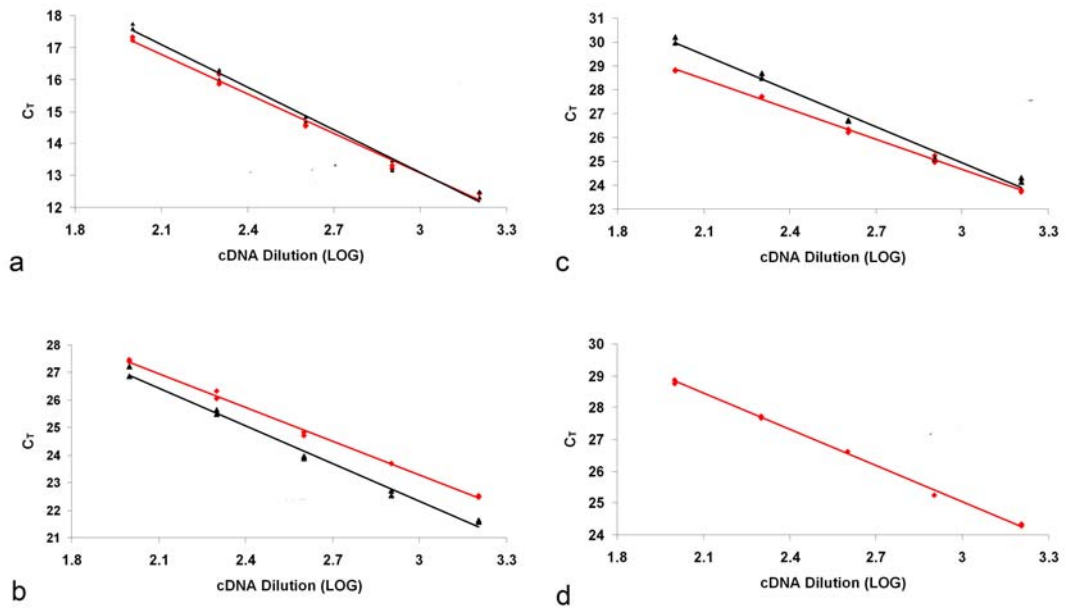 18
17
16
15
14
13
12
C_T
1.8 2.1 2.4 2.7 3 3.3
cDNA Dilution (LOG)
a
31
30
29
28
27
26
25
24
23
C_T
1.8 2.1 2.4 2.7 3 3.3
cDNA Dilution (LOG)
c
28
27
26
25
24
23
22
21
C_T
1.8 2.1 2.4 2.7 3 3.3
cDNA Dilution (LOG)
b
30
29
28
27
26
25
24
C_T
1.8 2.1 2.4 2.7 3 3.3
cDNA Dilution (LOG)
d